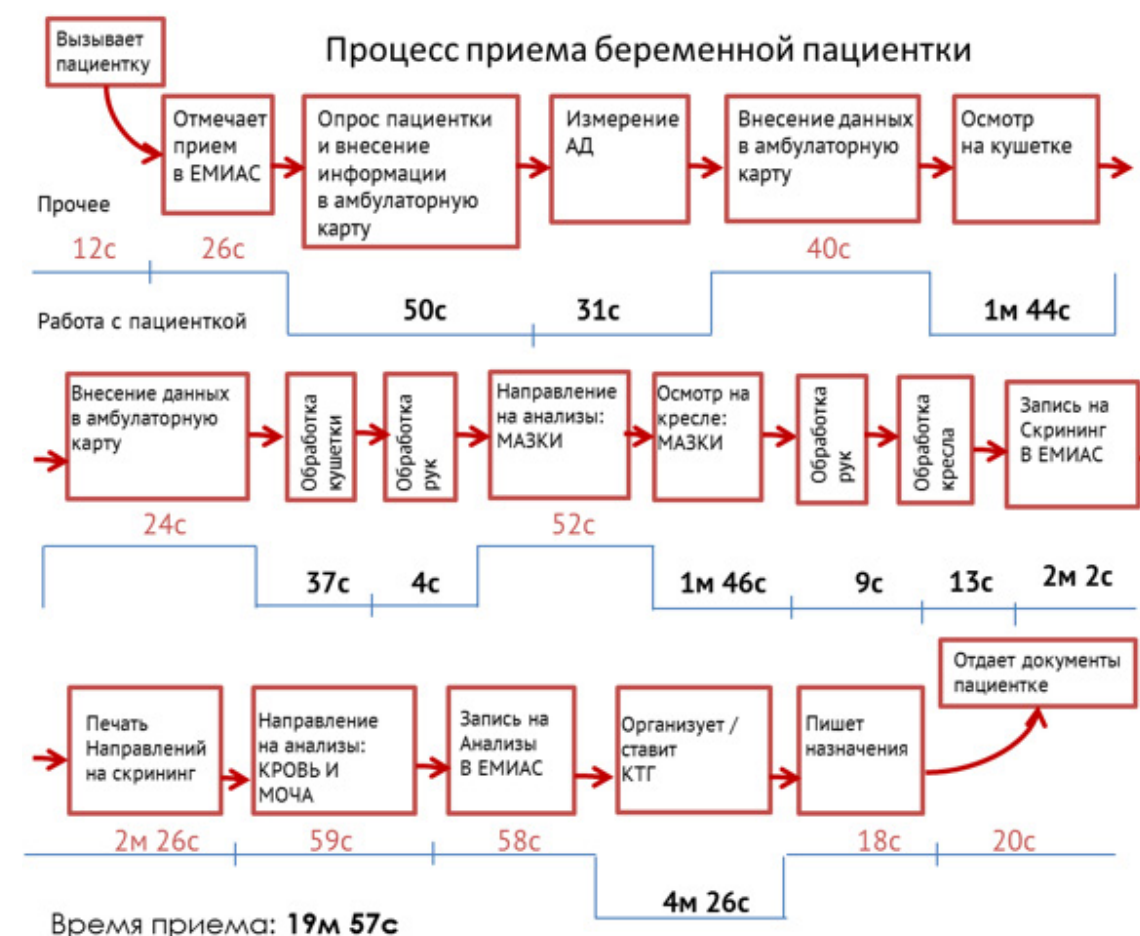 Процесс приема беременной пациентки
Вызывает
пациентку
Отмечает
прием
в ЕМИАС
Опрос пациентки
и внесение
информации
в амбулаторную
карту
Измерение
АД
Внесение данных
в амбулаторную
карту
Осмотр
на кушетке
Прочее
12с
26с
40с
Работа с пациенткой
50с
31с
1м 44с
Внесение данных
в амбулаторную
карту
Обработка
кушетки
Обработка
рук
Направление
на анализы:
МАЗКИ
Осмотр на
кресле:
МАЗКИ
Обработка
рук
Обработка
кресла
Запись на
Скрининг
В ЕМИАС
24с
52с
37с
4с
1м 46с
9с
13с
2м 2с
Печать
Направлений
на скрининг
Направление
на анализы:
КРОВЬ И
МОЧА
Запись на
Анализы
В ЕМИАС
Организует /
ставит
КТГ
Пишет
назначения
Отдает документы
пациентке
2м 26с
59с
58с
18с
20с
4м 26с
Время приема: 19м 57с